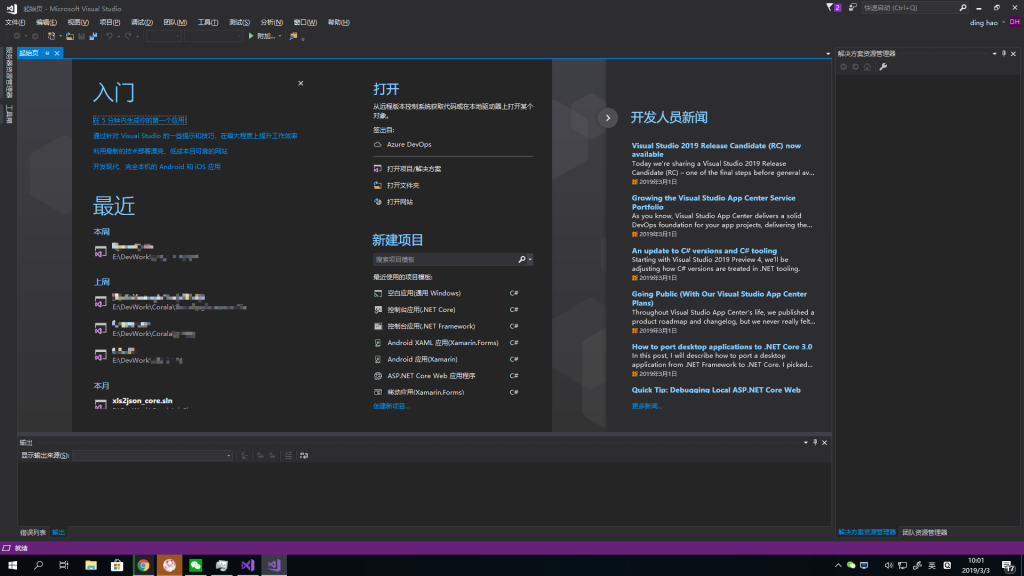 起始页 - Microsoft Visual Studio
2
快速启动 (Ctrl+Q)
文件(F) 编辑(E) 视图(V) 项目(P) 调试(D) 团队(M) 工具(T) 测试(S) 分析(N) 窗口(W) 帮助(H)
ding hao
DH
附加...
工具箱
起始页
入门
在 5 分钟内生成你的第一个应用!
通过针对 Visual Studio 的一些提示和技巧，在最大程度上提升工作效率
利用最新的技术部署漂亮、低成本且可靠的网站
开发现代、完全本机的 Android 和 iOS 应用
最近
本周
E:\DevWork\
上周
E:\DevWork\Corala\
E:\DevWork\Corala
E:\DevWork\
本月
xls2json_core.sln
打开
从远程版本控制系统获取代码或在本地驱动器上打开某个
对象。
签出自:
Azure DevOps
打开项目/解决方案
打开文件夹
打开网站
新建项目
搜索项目模板
最近使用的项目模板:
空白应用(通用 Windows) C#
控制台应用(.NET Core) C#
控制台应用(.NET Framework) C#
Android XAML 应用(Xamarin.Forms) C#
Android 应用(Xamarin) C#
ASP.NET Core Web 应用程序 C#
移动应用(Xamarin.Forms) C#
创建新项目...
开发人员新闻
Visual Studio 2019 Release Candidate (RC) now
available
Today we're sharing a Visual Studio 2019 Release
Candidate (RC) – one of the final steps before general av...
新 2019年3月1日
Growing the Visual Studio App Center Service
Portfolio
As you know, Visual Studio App Center delivers a solid
DevOps foundation for your app projects, delivering the...
新 2019年3月1日
An update to C# versions and C# tooling
Starting with Visual Studio 2019 Preview 4, we'll be
adjusting how C# versions are treated in .NET tooling.
新 2019年3月1日
Going Public (With Our Visual Studio App Center
Plans)
Throughout Visual Studio App Center's life, we published a
product roadmap and changelog, but we never really felt...
新 2019年3月1日
How to port desktop applications to .NET Core 3.0
In this post, I will describe how to port a desktop
application from .NET Framework to .NET Core. I picked...
新 2019年3月1日
Quick Tip: Debugging Local ASP.NET Core Web
更多新闻...
解决方案资源管理器
输出
显示输出来源(S):
错误列表 输出
解决方案资源管理器 团队资源管理器
就绪
英
10:01
2019/3/3
17